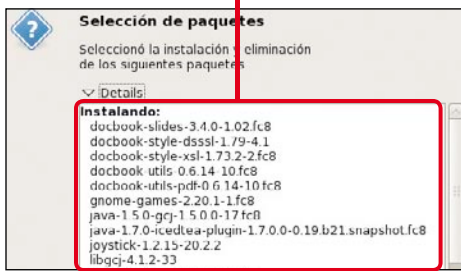 Selección de paquetes
Seleccionó la instalación y eliminación
de los siguientes paquetes
Details
Instalando:
docbook-slides-3.4.0-1.02.fc8
docbook-style-dsssl-1.79-4.1
docbook-style-xsl-1.73.2-2.fc8
docbook-utils-0.6.14-10.fc8
docbook-utils-pdf-0.6.14-10.fc8
gnome-games-2.20.1-1.fc8
java-1.5.0-gcj-1.5.0.0-17.fc8
java-1.7.0-icedtea-plugin-1.7.0.0-0.19.b21.snapshot.fc8
joystick-1.2.15-20.2.2
libgcj-4.1.2-33